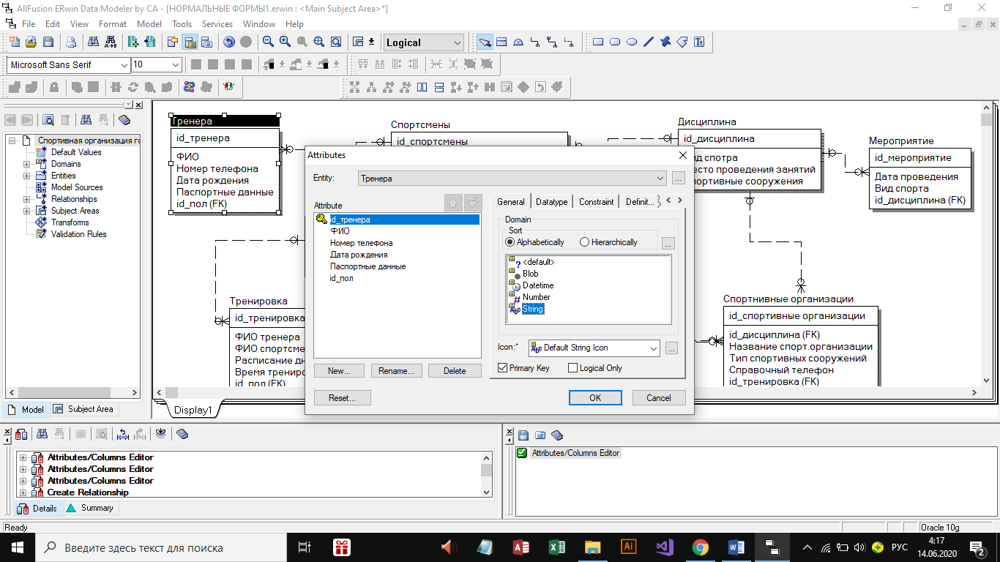 AllFusion ERwin Data Modeler by CA - [НОРМАЛЬНЫЕ ФОРМЫ1.erwin : <Main Subject Area>*]
File Edit View Format Model Tools Services Window Help
Logical
Microsoft Sans Serif 10
Спортивная организация го
Default Values
Domains
Entities
Model Sources
Relationships
Subject Areas
Transforms
Validation Rules
Model Subject Area
Тренера
id_тренера
ФИО
Номер телефона
Дата рождения
Паспортные данные
id_пол (FK)
Спортсмены
id_спортсмены
Дисциплина
id_дисциплина
ид спотра
есто проведения занятий
портивные сооружения
Мероприятие
id_мероприятие
Дата проведения
Вид спорта
id_дисциплина (FK)
Тренировка
id_тренировка
ФИО тренера
ФИО спортсме
Расписание дн
Время трениро
id_пол (FK)
Спортнивные организации
id_спортивные организации
id_дисциплина (FK)
Название спорт.организации
Тип спортивных сооружений
Справочный телефон
id_тренировка (FK)
Display1
Attributes
Entity: Тренера ...
Attribute
id_тренера
ФИО
Номер телефона
Дата рождения
Паспортные данные
id_пол
New... Rename... Delete
Reset...
General Datatype Constraint Definit...
Domain
Sort
Alphabetically Hierarchically ...
<default>
Blob
Datetime
Number
String
Icon:* Default String Icon ...
Primary Key Logical Only
OK Cancel
Attributes/Columns Editor
Attributes/Columns Editor
Attributes/Columns Editor
Create Relationship
Details Summary
Attributes/Columns Editor
Ready
Oracle 10g
Введите здесь текст для поиска
РУС
4:17
14.06.2020
2